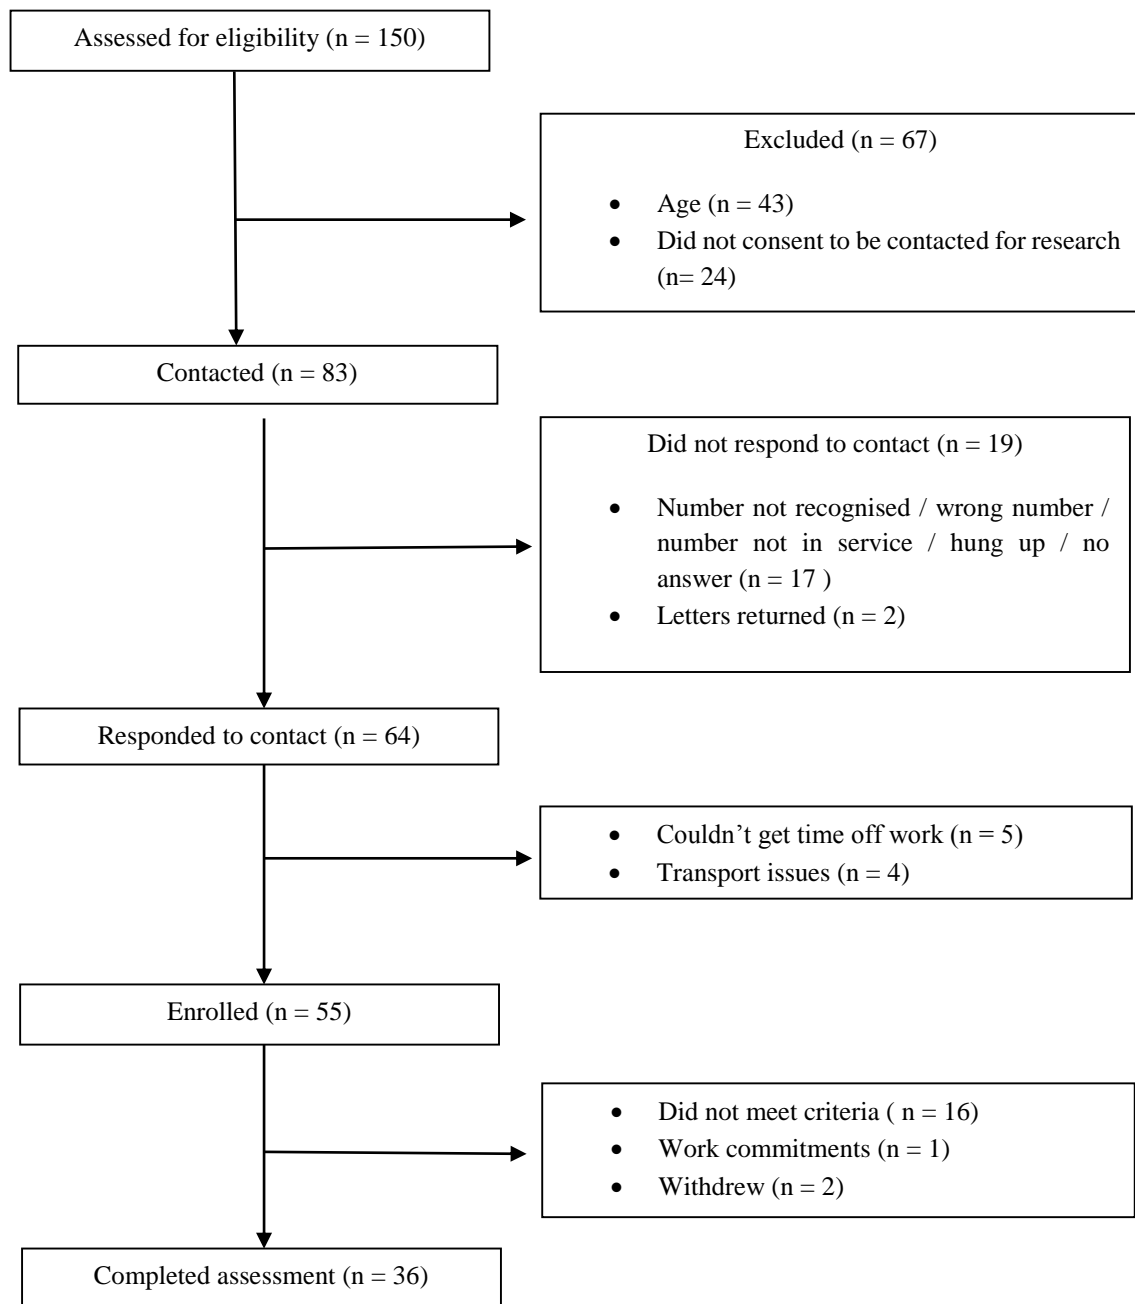 Assessed for eligibility (n = 150)
Excluded (n = 67)
• Age (n = 43)
• Did not consent to be contacted for research
(n= 24)
Contacted (n = 83)
Did not respond to contact (n = 19)
• Number not recognised / wrong number /
number not in service / hung up / no
answer (n = 17 )
• Letters returned (n = 2)
Responded to contact (n = 64)
• Couldn’t get time off work (n = 5)
• Transport issues (n = 4)
Enrolled (n = 55)
• Did not meet criteria ( n = 16)
• Work commitments (n = 1)
• Withdrew (n = 2)
Completed assessment (n = 36)